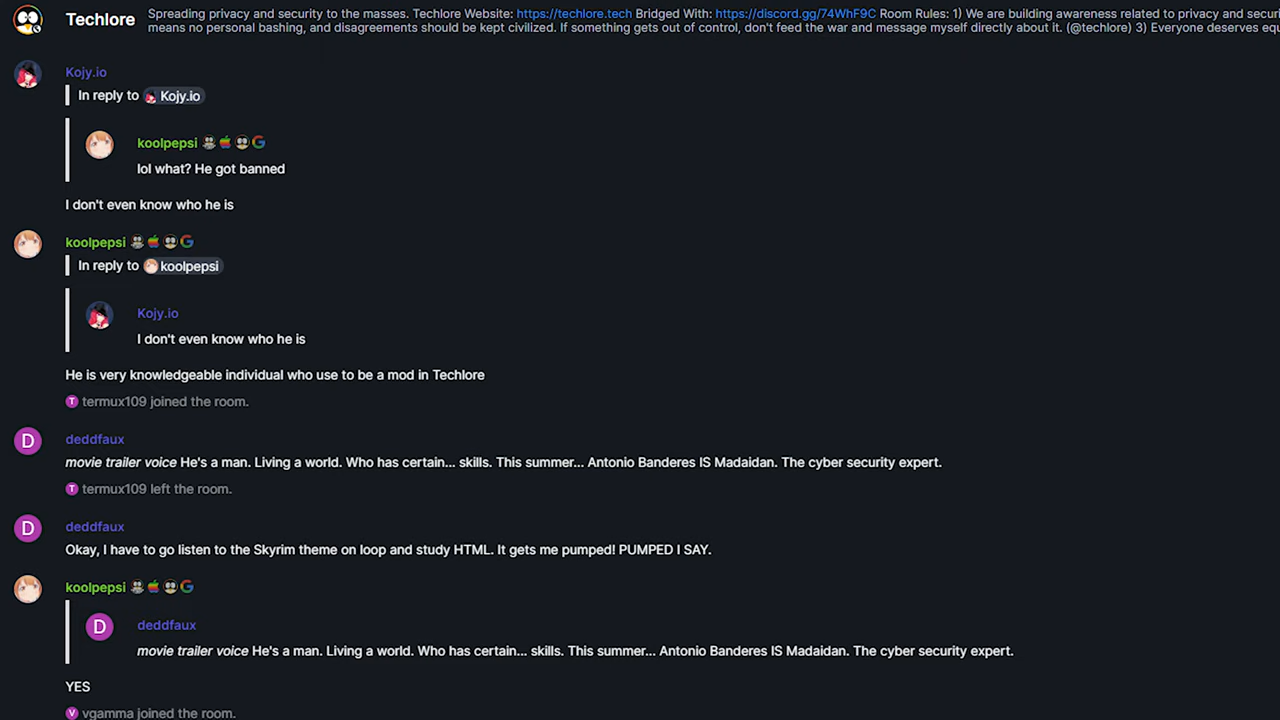 Techlore
Spreading privacy and security to the masses. Techlore Website: https://techlore.tech Bridged With: https://discord.gg/74WhF9C Room Rules: 1) We are building awareness related to privacy and securi
means no personal bashing, and disagreements should be kept civilized. If something gets out of control, don't feed the war and message myself directly about it. (@techlore) 3) Everyone deserves equ
Kojy.io
In reply to Kojy.io
koolpepsi
lol what? He got banned
I don't even know who he is
koolpepsi
In reply to koolpepsi
Kojy.io
I don't even know who he is
He is very knowledgeable individual who use to be a mod in Techlore
T termux109 joined the room.
D deddfaux
movie trailer voice He's a man. Living a world. Who has certain... skills. This summer... Antonio Banderes IS Madaidan. The cyber security expert.
T termux109 left the room.
D deddfaux
Okay, I have to go listen to the Skyrim theme on loop and study HTML. It gets me pumped! PUMPED I SAY.
koolpepsi
D deddfaux
movie trailer voice He's a man. Living a world. Who has certain... skills. This summer... Antonio Banderes IS Madaidan. The cyber security expert.
YES
V vgamma joined the room.